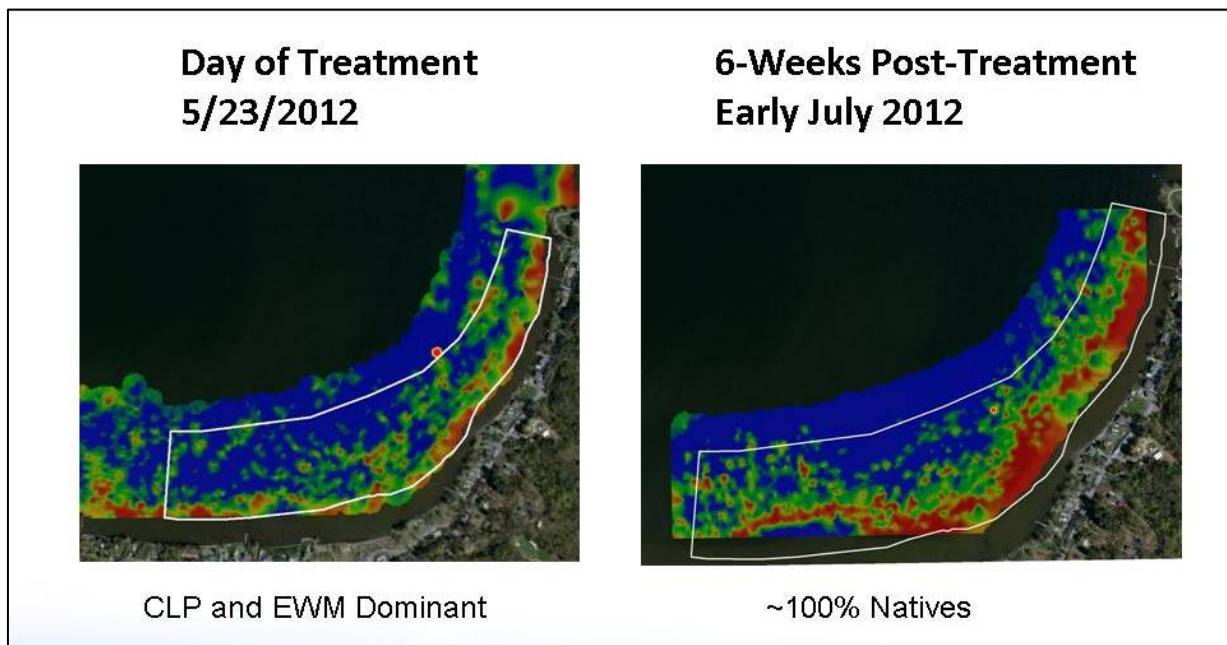 Day of Treatment
5/23/2012
6-Weeks Post-Treatment
Early July 2012
CLP and EWM Dominant
~100% Natives